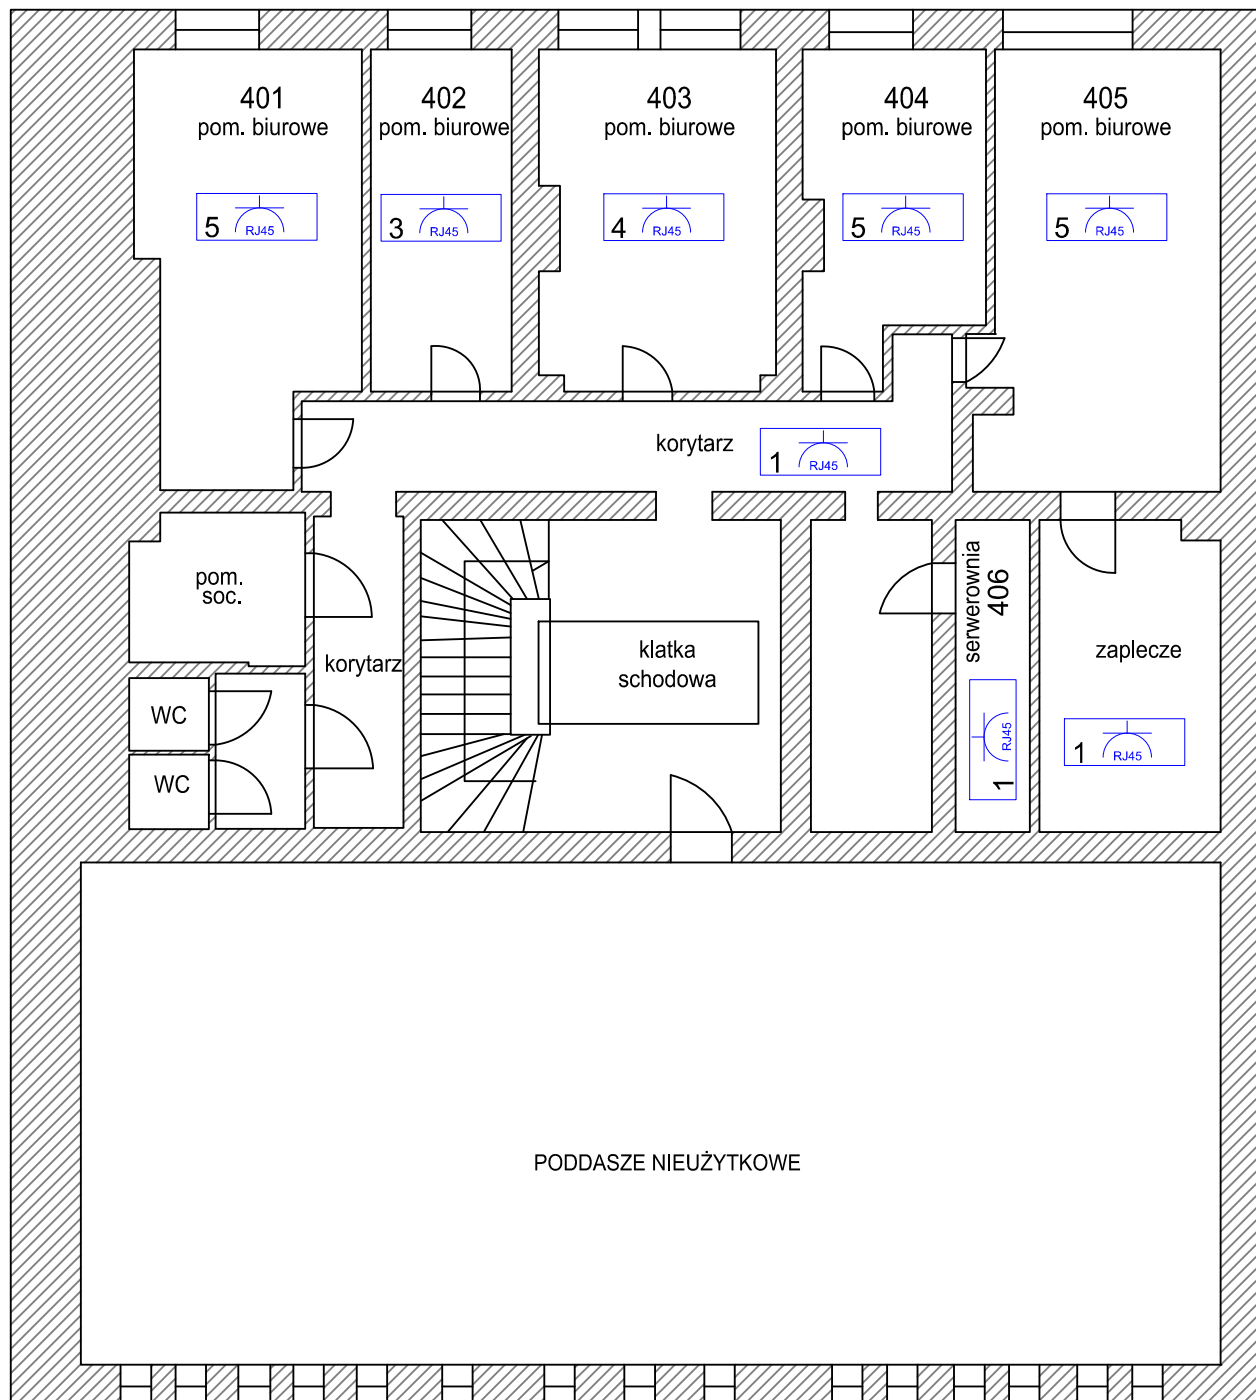 401
pom. biurowe
402
pom. biurowe
403
pom. biurowe
404
pom. biurowe
405
pom. biurowe
5 RJ45
3 RJ45
4 RJ45
5 RJ45
5 RJ45
korytarz
1 RJ45
pom.
soc.
korytarz
klatka
schodowa
serwerownia
406
1 RJ45
zaplecze
1 RJ45
WC
WC
PODDASZE NIEUŻYTKOWE